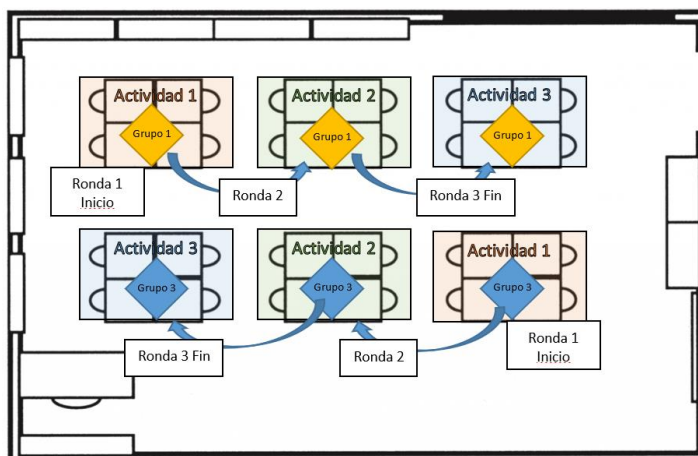 Actividad 1
Actividad 2
Actividad 3
Grupo 1
Grupo 1
Grupo 1
Ronda 1
Inicio
Ronda 2
Ronda 3 Fin
Actividad 3
Actividad 2
Actividad 1
Grupo 3
Grupo 3
Grupo 3
Ronda 3 Fin
Ronda 2
Ronda 1
Inicio